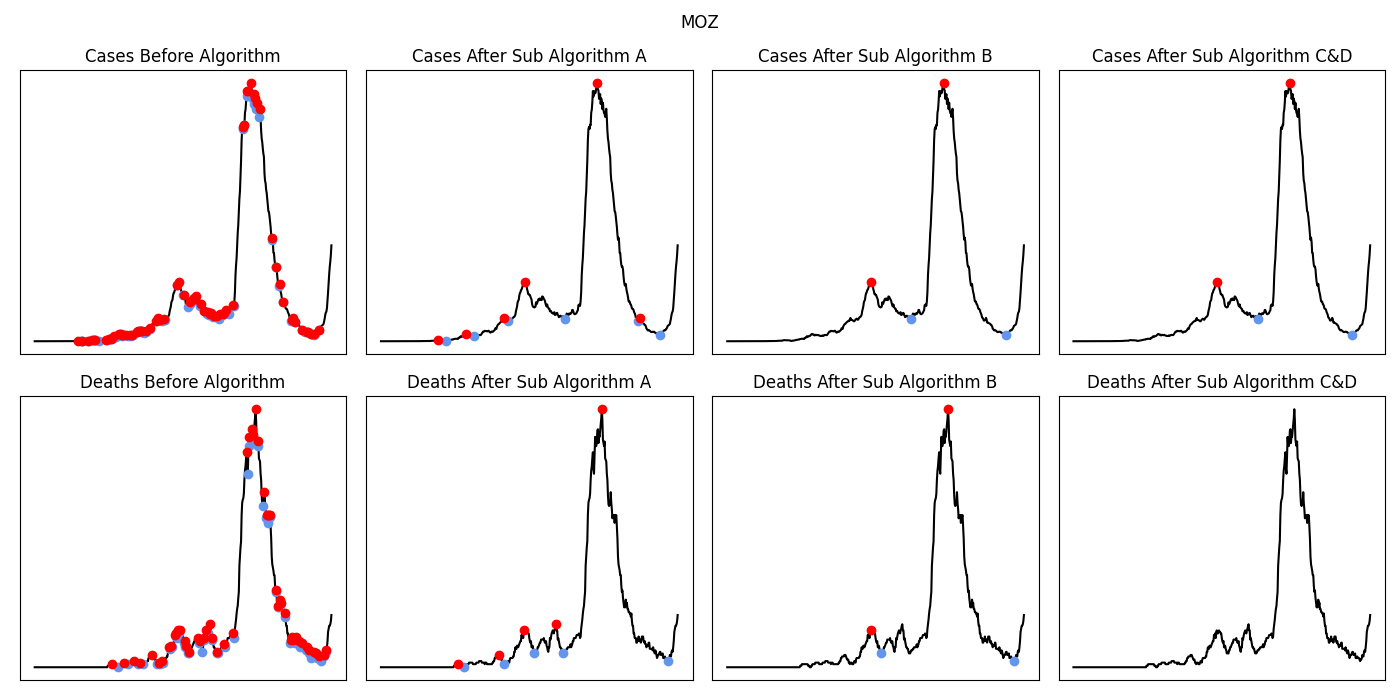 MOZ
Cases Before Algorithm
Cases After Sub Algorithm A
Cases After Sub Algorithm B
Cases After Sub Algorithm C&D
Deaths Before Algorithm
Deaths After Sub Algorithm A
Deaths After Sub Algorithm B
Deaths After Sub Algorithm C&D